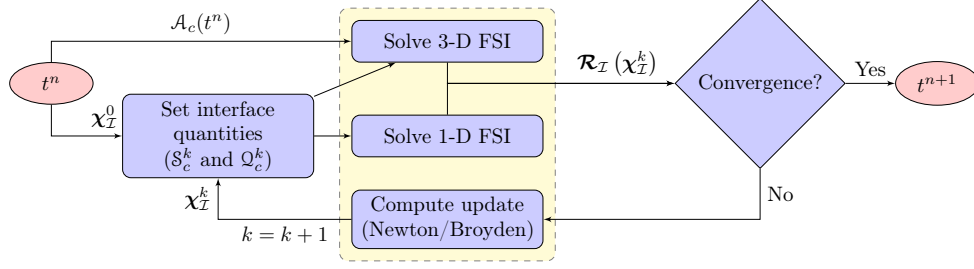 𝒜_c(t^n)
Solve 3-D FSI
t^n
𝓡_ℐ (𝝌_ℐ^k)
Convergence?
Yes
t^{n+1}
𝝌_ℐ^0
Set interface
quantities
(𝒮_c^k and 𝒬_c^k)
Solve 1-D FSI
𝝌_ℐ^k
Compute update
(Newton/Broyden)
No
k = k + 1